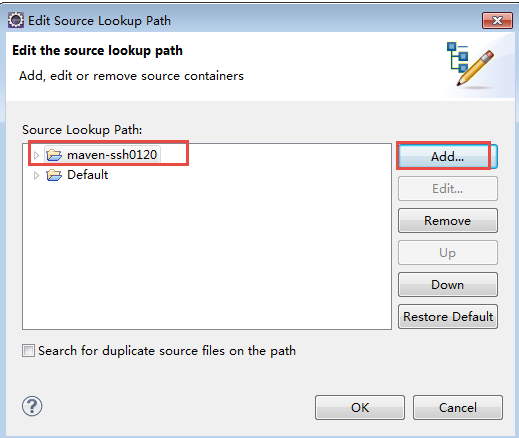 Edit Source Lookup Path
Edit the source lookup path
Add, edit or remove source containers
Source Lookup Path:
maven-ssh0120
Default
Add...
Edit...
Remove
Up
Down
Restore Default
Search for duplicate source files on the path
?
OK
Cancel